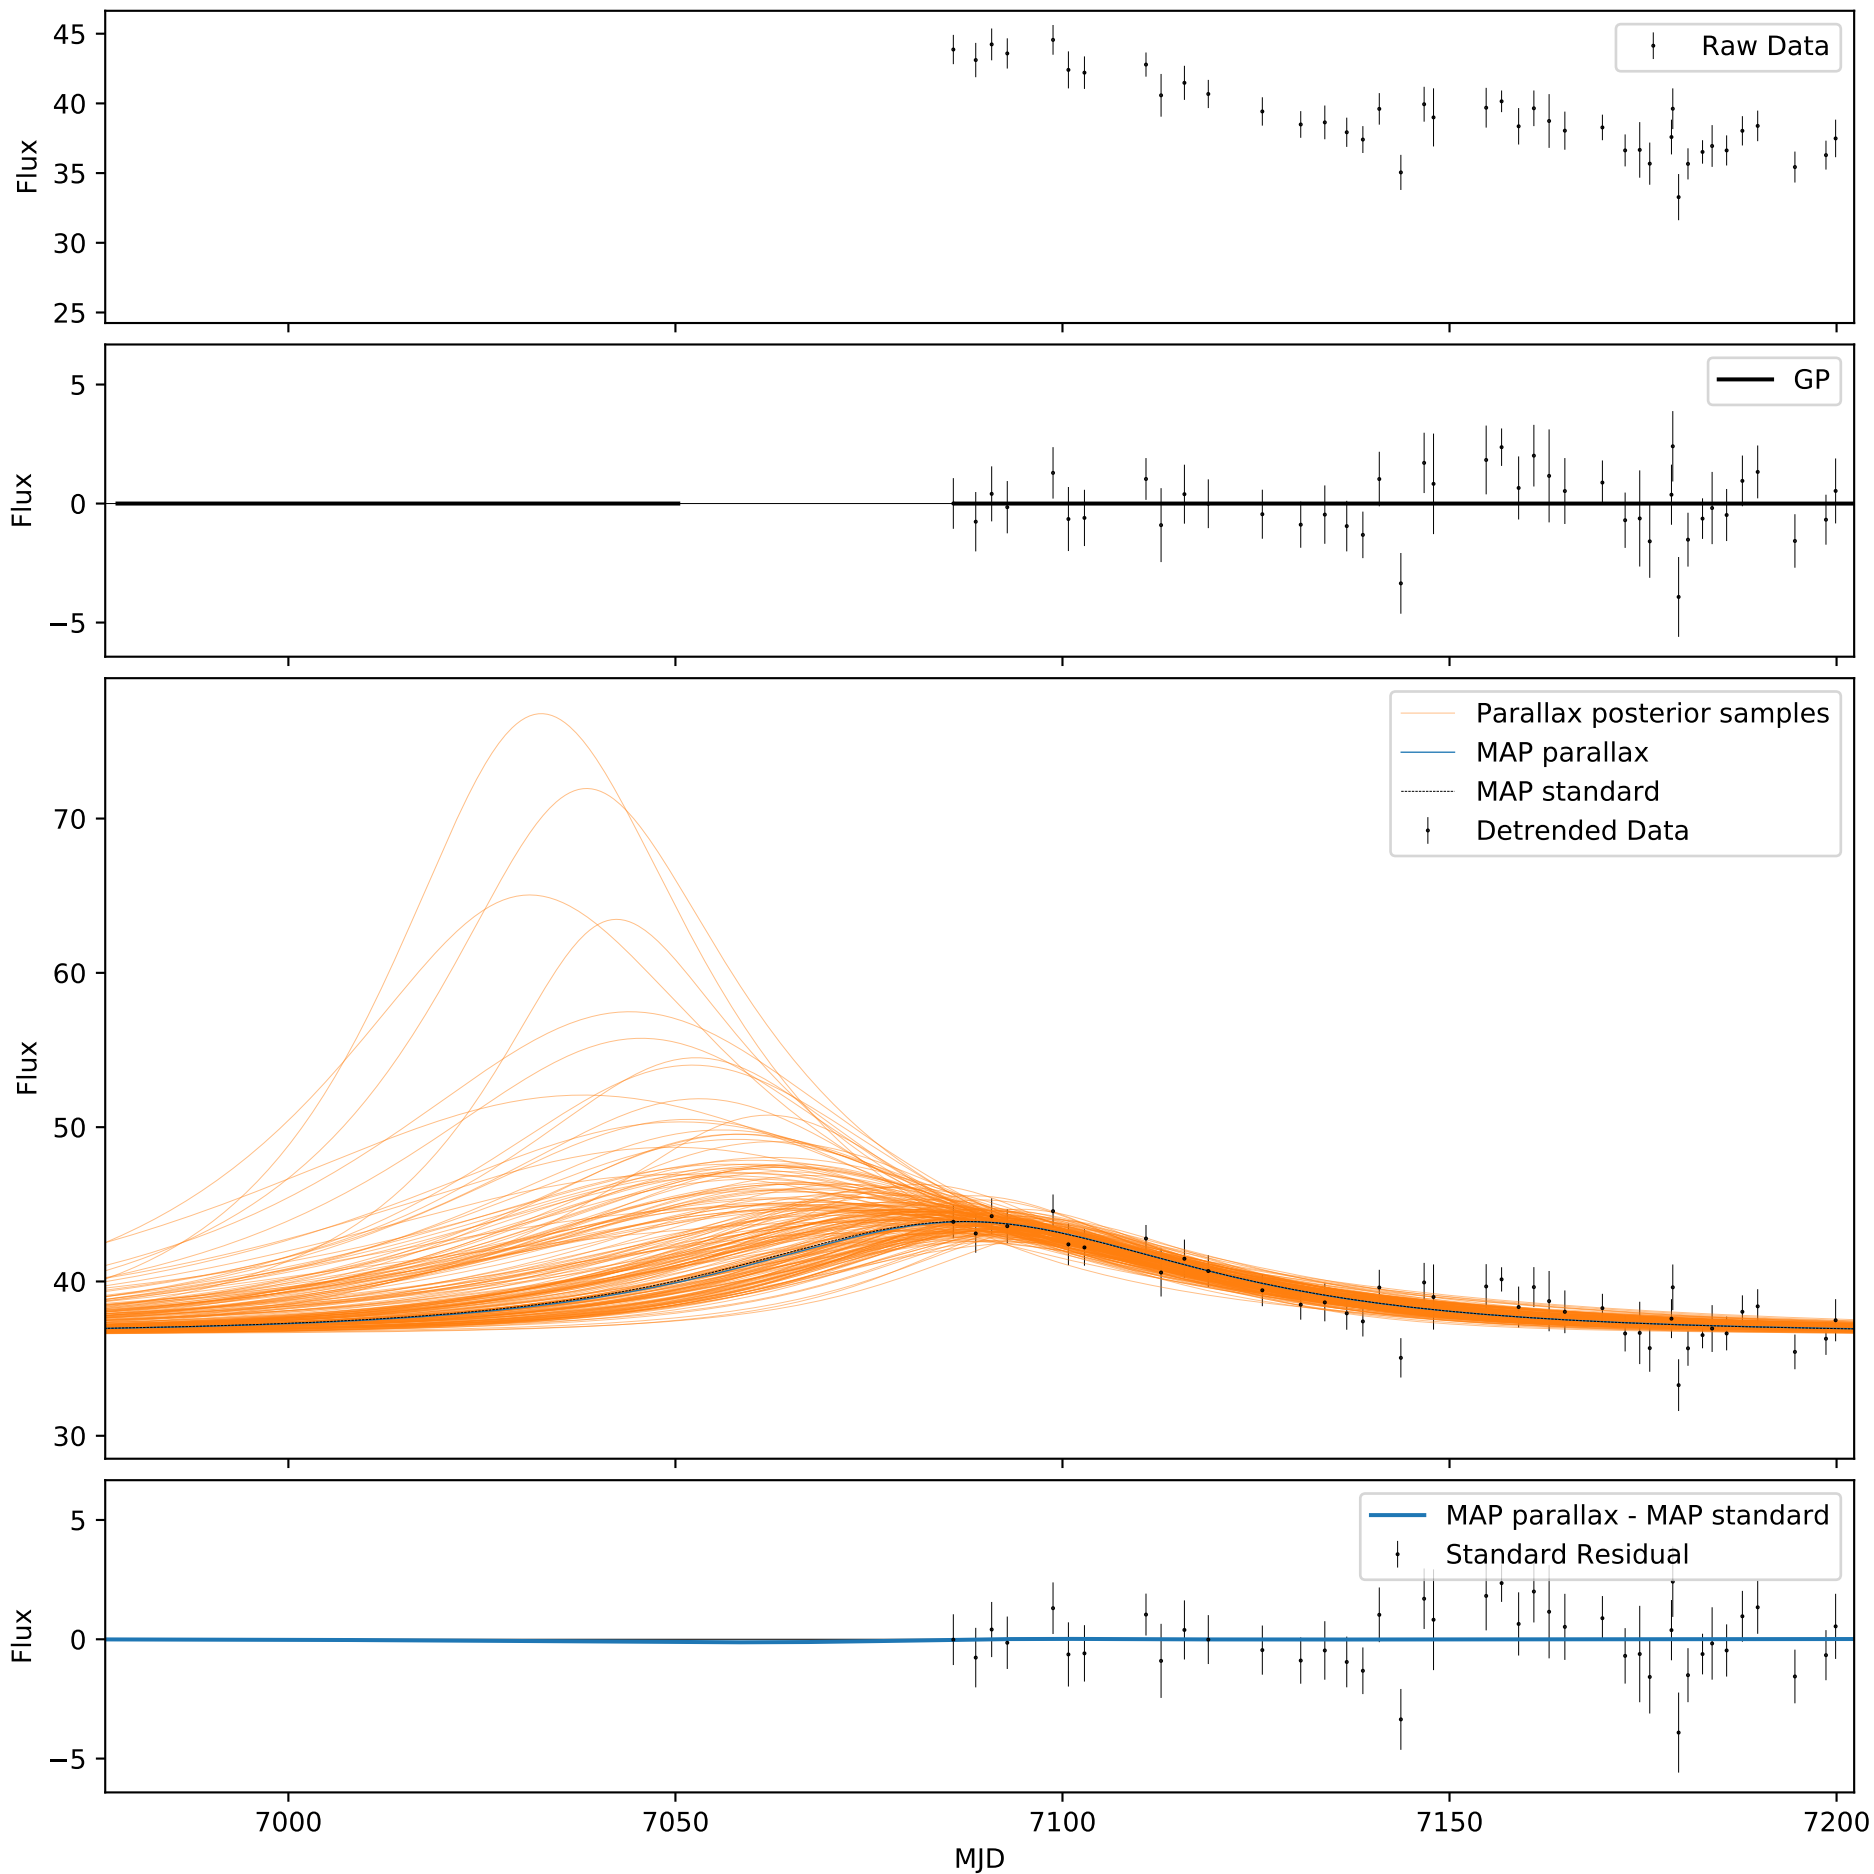 45
40
35
30
25
Flux
Raw Data
5
0
−5
Flux
GP
70
60
50
40
30
Flux
Parallax posterior samples
MAP parallax
MAP standard
Detrended Data
5
0
−5
Flux
MAP parallax - MAP standard
Standard Residual
7000
7050
7100
7150
7200
MJD